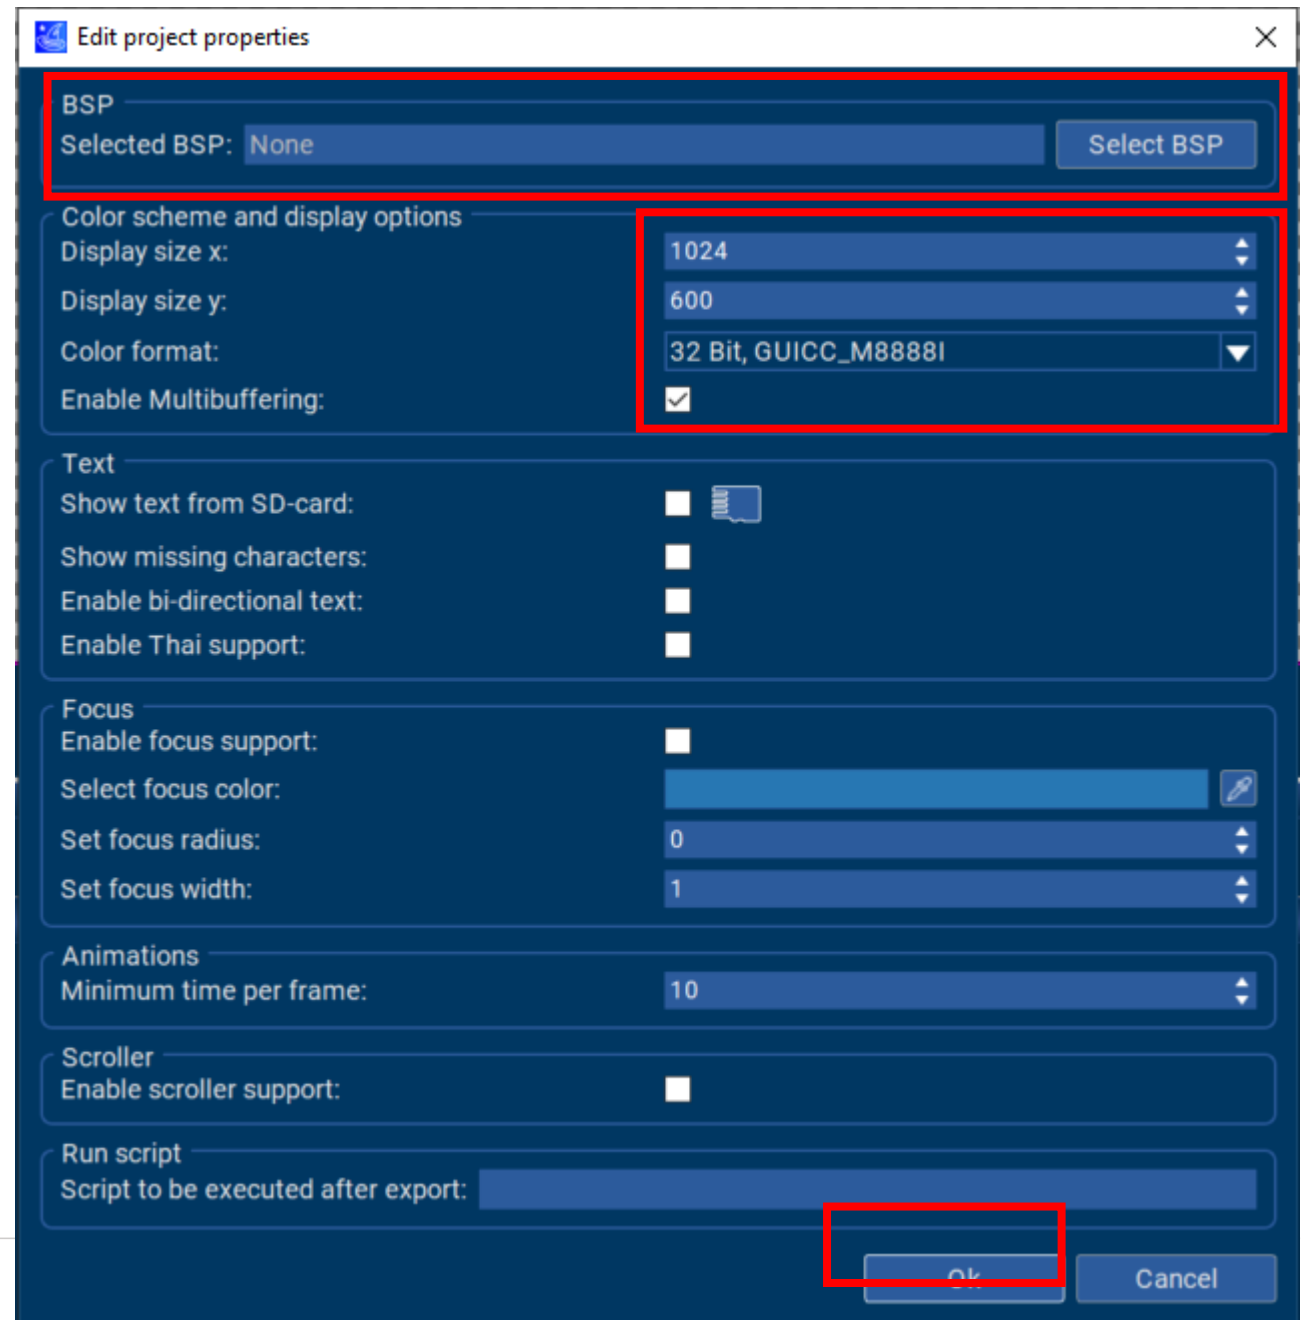 Edit project properties
BSP
Selected BSP: None Select BSP
Color scheme and display options
Display size x: 1024
Display size y: 600
Color format: 32 Bit, GUICC_M8888I
Enable Multibuffering:
Text
Show text from SD-card:
Show missing characters:
Enable bi-directional text:
Enable Thai support:
Focus
Enable focus support:
Select focus color:
Set focus radius: 0
Set focus width: 1
Animations
Minimum time per frame: 10
Scroller
Enable scroller support:
Run script
Script to be executed after export:
Ok Cancel